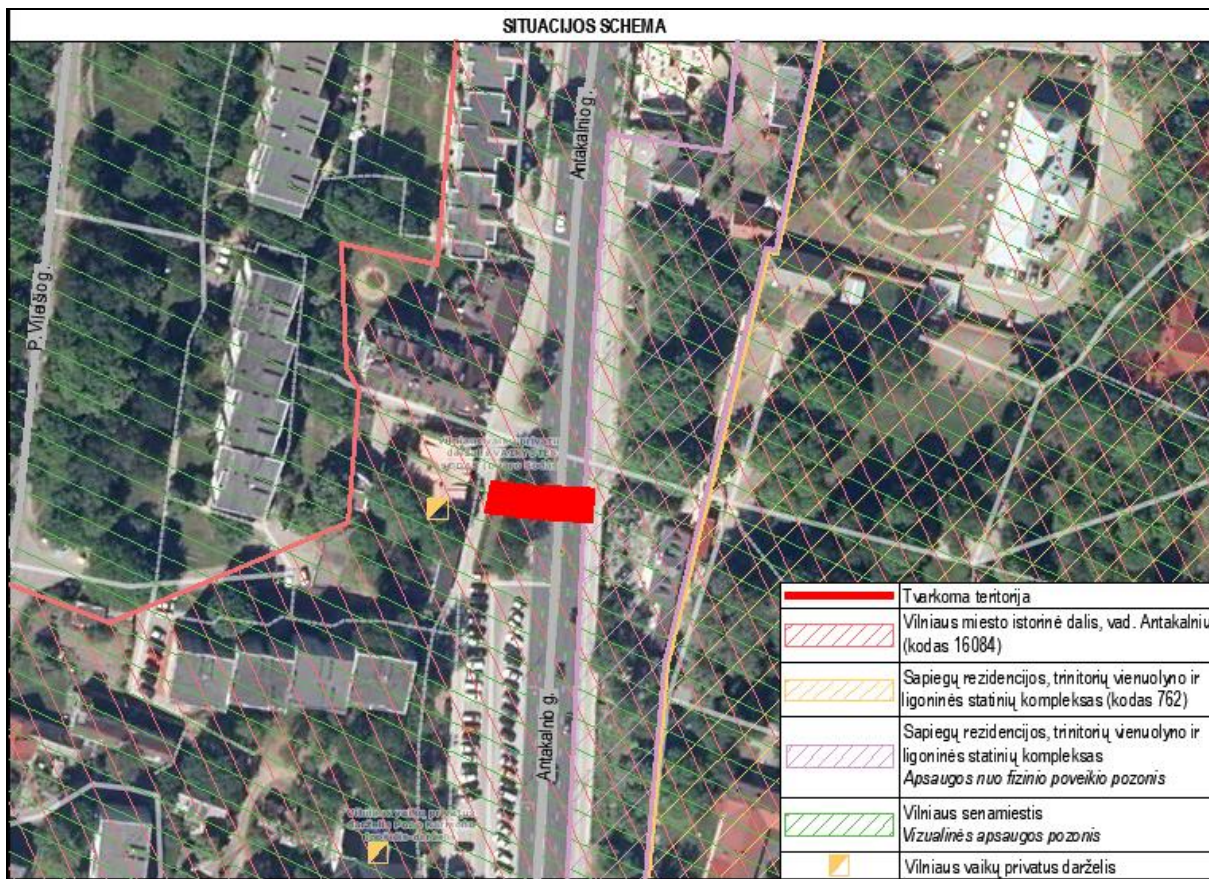 SITUACIJOS SCHEMA
Antakalnio g.
P. Vileišio g.
Antakalnio g.
Tvarkoma teritorija
Vilniaus miesto istorinė dalis, vad. Antakalniu
(kodas 16084)
Sapiegų rezidencijos, trinitorių vienuolyno ir
ligoninės statinių kompleksas (kodas 762)
Sapiegų rezidencijos, trinitorių vienuolyno ir
ligoninės statinių kompleksas
Apsaugos nuo fizinio poveikio pozonis
Vilniaus senamiestis
Vizualinės apsaugos pozonis
Vilniaus vaikų privatus darželis